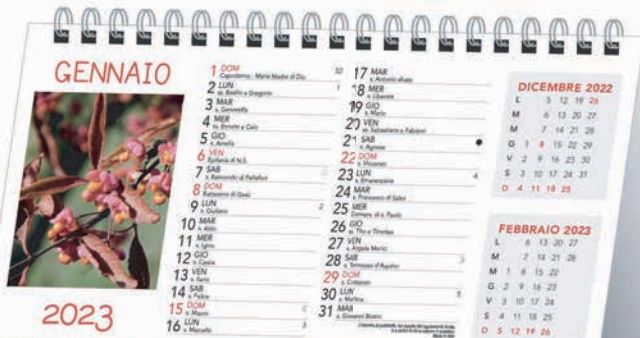 GENNAIO
2023
1 DOM 52
Capodanno - Maria Madre di Dio
2 LUN 1
ss. Basilio e Gregorio
3 MAR
s. Genoveffa
4 MER
ss. Ermete e Caio
5 GIO
s. Amelia
6 VEN
Epifania di N.S.
7 SAB
s. Raimondo di Peñafort
8 DOM
Battesimo di Gesù
9 LUN 2
s. Giuliano
10 MAR
s. Aldo
11 MER
s. Igino
12 GIO
s. Cesira
13 VEN
s. Ilario
14 SAB
s. Felice
15 DOM
s. Mauro
16 LUN 3
s. Marcello
17 MAR
s. Antonio abate
18 MER
s. Liberata
19 GIO
s. Mario
20 VEN
ss. Sebastiano e Fabiano
21 SAB
s. Agnese
22 DOM
s. Vincenzo
23 LUN 4
s. Emerenziana
24 MAR
s. Francesco di Sales
25 MER
Convers. di s. Paolo
26 GIO
ss. Tito e Timoteo
27 VEN
s. Angela Merici
28 SAB
s. Tommaso d'Aquino
29 DOM
s. Costanzo
30 LUN 5
s. Martina
31 MAR
s. Giovanni Bosco
DICEMBRE 2022
L 5 12 19 26
M 6 13 20 27
M 7 14 21 28
G 1 8 15 22 29
V 2 9 16 23 30
S 3 10 17 24 31
D 4 11 18 25
FEBBRAIO 2023
L 6 13 20 27
M 7 14 21 28
M 1 8 15 22
G 2 9 16 23
V 3 10 17 24
S 4 11 18 25
D 5 12 19 26